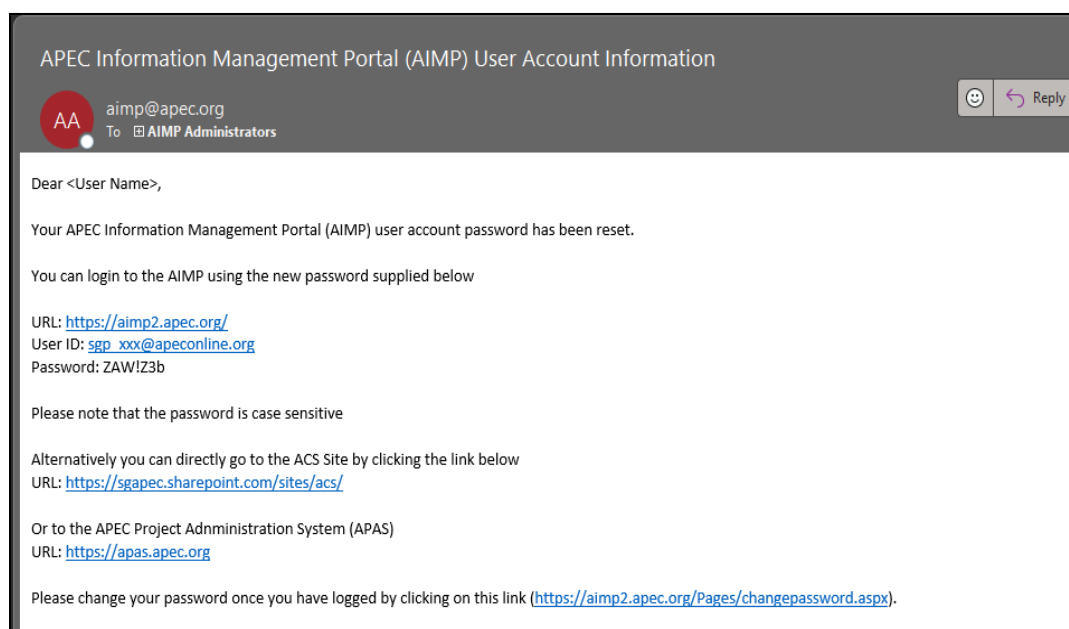 APEC Information Management Portal (AIMP) User Account Information
AA
aimp@apec.org
Reply
To AIMP Administrators
Dear <User Name>,
Your APEC Information Management Portal (AIMP) user account password has been reset.
You can login to the AIMP using the new password supplied below
URL: https://aimp2.apec.org/
User ID: sgp_xxx@apeconline.org
Password: ZAW!Z3b
Please note that the password is case sensitive
Alternatively you can directly go to the ACS Site by clicking the link below
URL: https://sgapec.sharepoint.com/sites/acs/
Or to the APEC Project Adnministration System (APAS)
URL: https://apas.apec.org
Please change your password once you have logged by clicking on this link (https://aimp2.apec.org/Pages/changepassword.aspx).